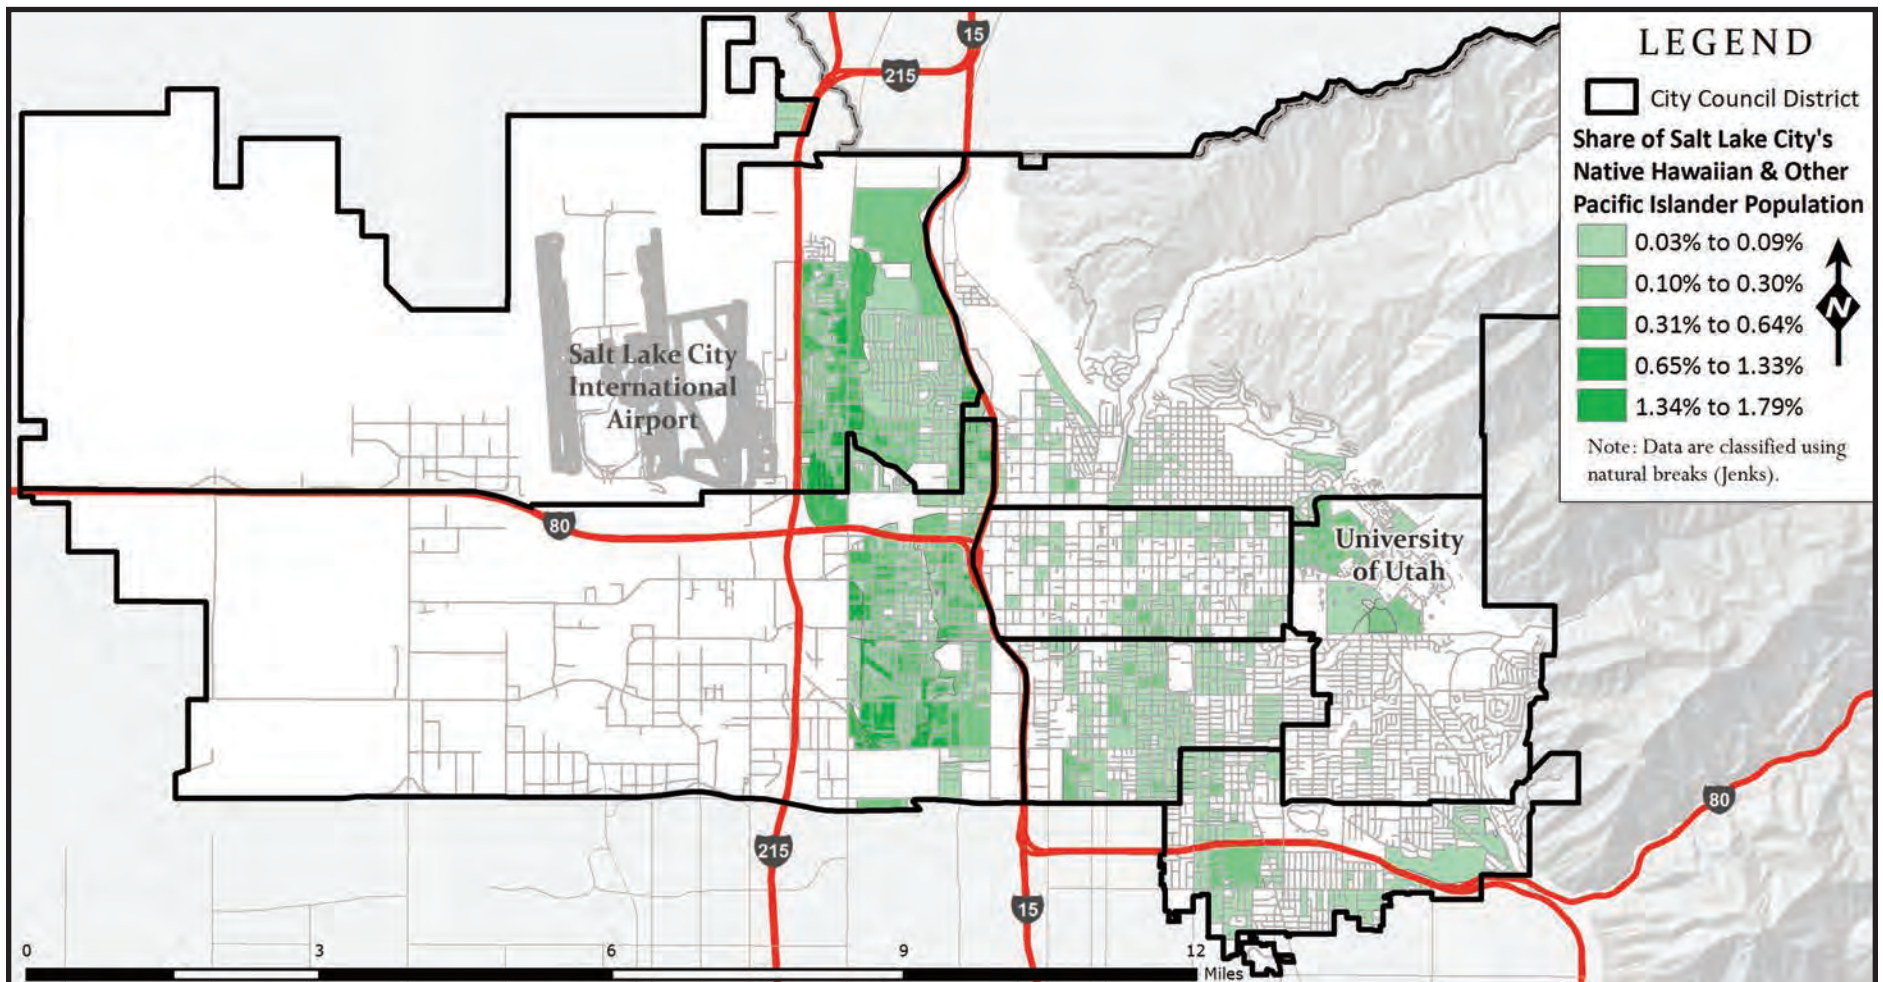 15
215
LEGEND
City Council District
Share of Salt Lake City's
Native Hawaiian & Other
Pacific Islander Population
0.03% to 0.09%
0.10% to 0.30%
0.31% to 0.64%
0.65% to 1.33%
1.34% to 1.79%
N
Note: Data are classified using
natural breaks (Jenks).
Salt Lake City
International
Airport
80
University
of Utah
80
215
15
0 3 6 9 12
Miles